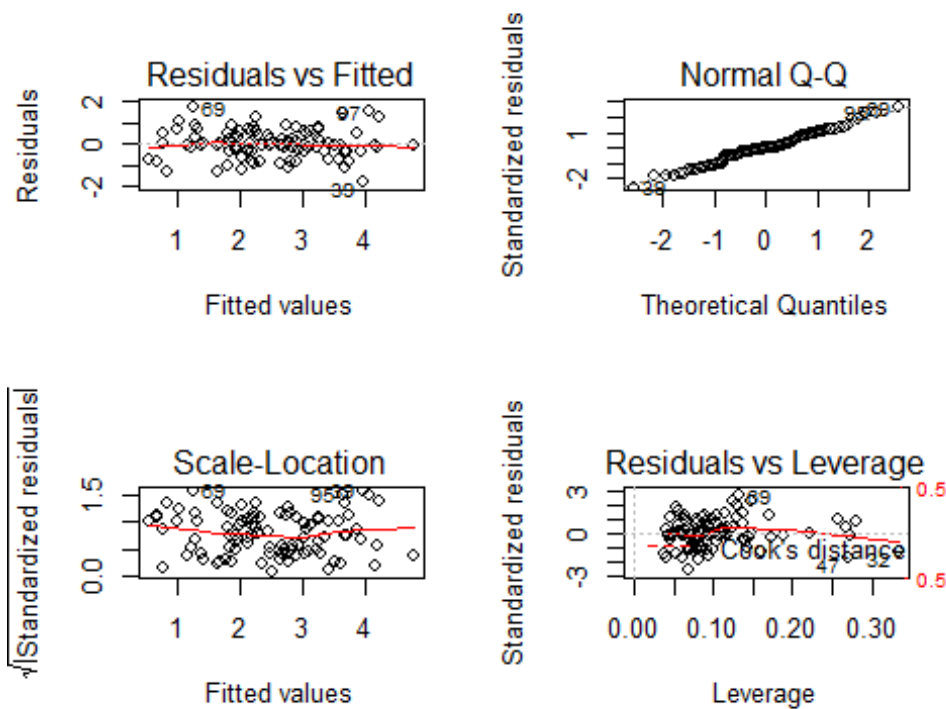 Residuals vs Fitted
Residuals
2
0
-2
69
97
39
1 2 3 4
Fitted values
Normal Q-Q
Standardized residuals
1
-2
39
-2 -1 0 1 2
Theoretical Quantiles
Scale-Location
√|Standardized residuals|
1.5
0.0
69
95
1 2 3 4
Fitted values
Residuals vs Leverage
Standardized residuals
3
0
-3
69
Cook's distance
47
32
0.5
0.5
0.00 0.10 0.20 0.30
Leverage